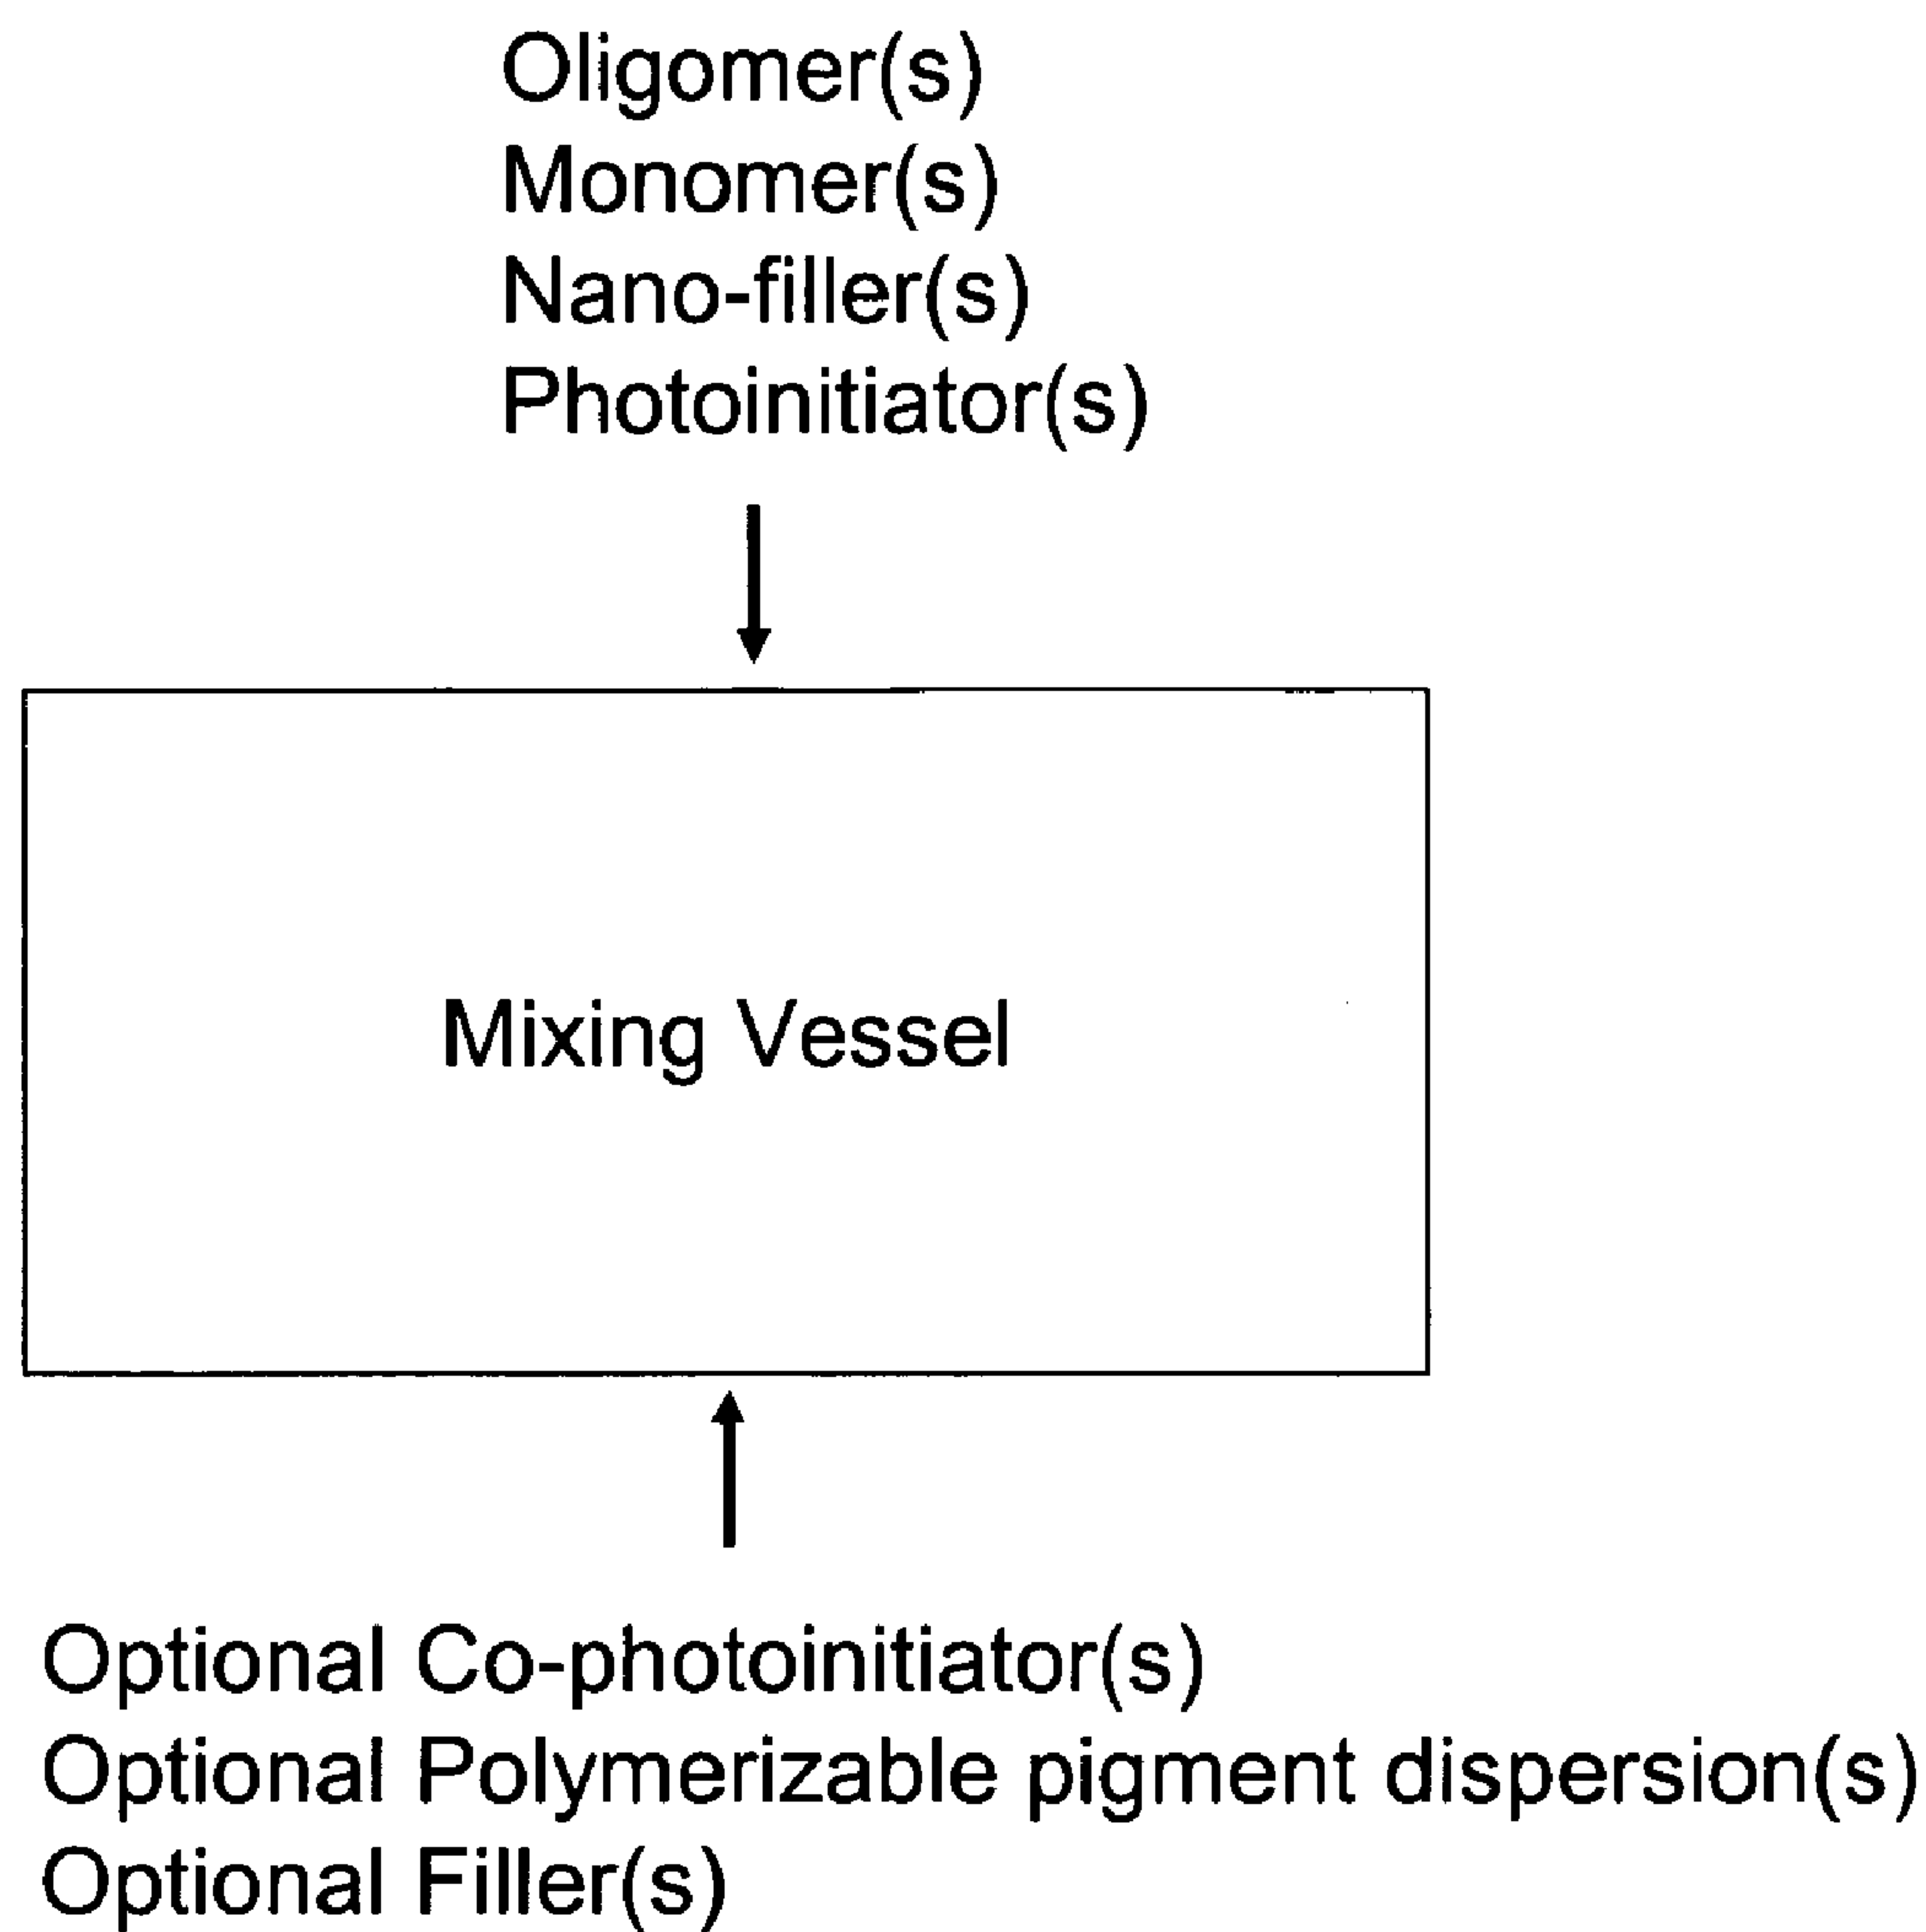 Oligomer(s)
Monomer(s)
Nano-filler(s)
Photoinitiator(s)
Mixing Vessel
Optional Co-photoinitiator(s)
Optional Polymerizable pigment dispersion(s)
Optional Filler(s)